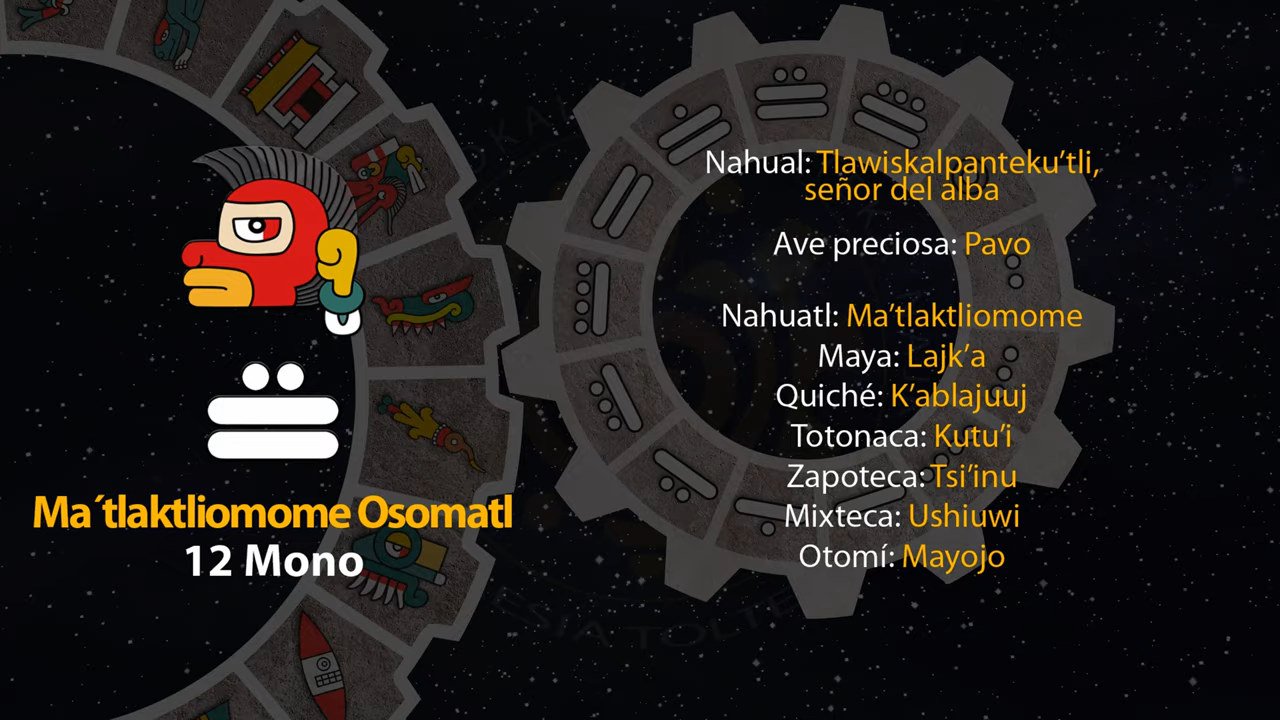 Ma´tlaktliomome Osomatl
12 Mono
Nahual: Tlawiskalpanteku’tli,
señor del alba
Ave preciosa: Pavo
Nahuatl: Ma’tlaktliomome
Maya: Lajk’a
Quiché: K’ablajuuj
Totonaca: Kutu’i
Zapoteca: Tsi’inu
Mixteca: Ushiuwi
Otomí: Mayojo